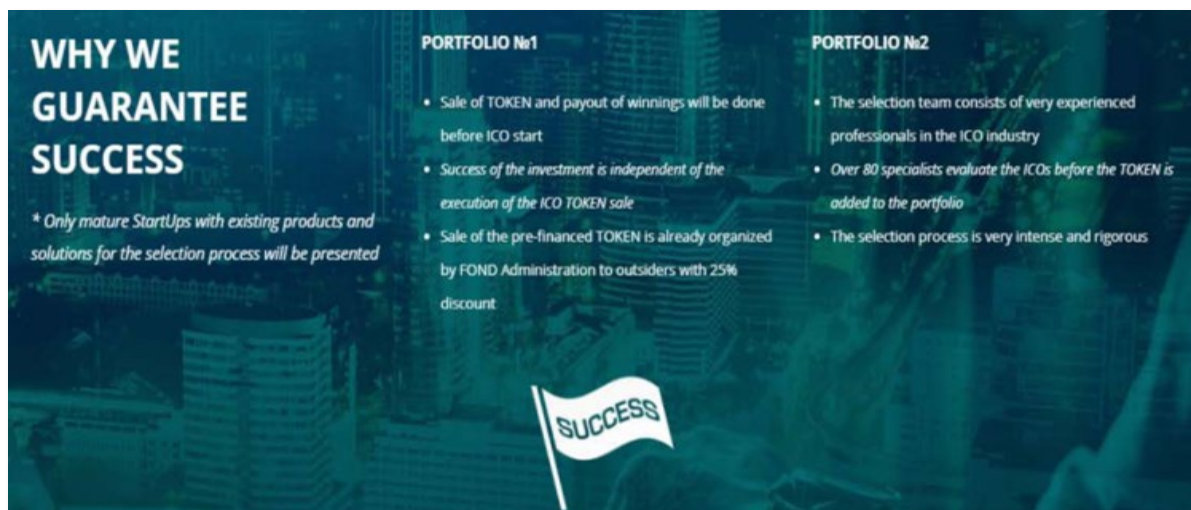 WHY WE
GUARANTEE
SUCCESS
* Only mature StartUps with existing products and
solutions for the selection process will be presented
PORTFOLIO №1
• Sale of TOKEN and payout of winnings will be done
before ICO start
• Success of the investment is independent of the
execution of the ICO TOKEN sale
• Sale of the pre-financed TOKEN is already organized
by FOND Administration to outsiders with 25%
discount
PORTFOLIO №2
• The selection team consists of very experienced
professionals in the ICO industry
• Over 80 specialists evaluate the ICOs before the TOKEN is
added to the portfolio
• The selection process is very intense and rigorous
SUCCESS